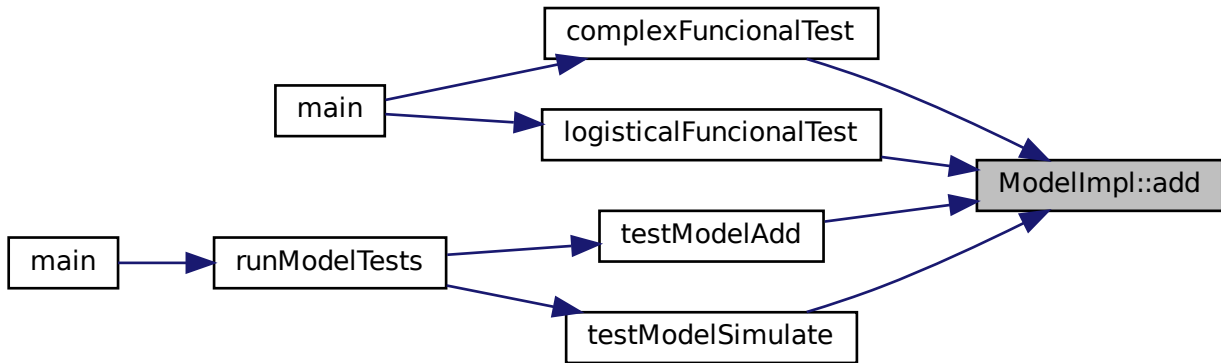 complexFuncionalTest
main
logisticalFuncionalTest
ModelImpl::add
testModelAdd
main
runModelTests
testModelSimulate